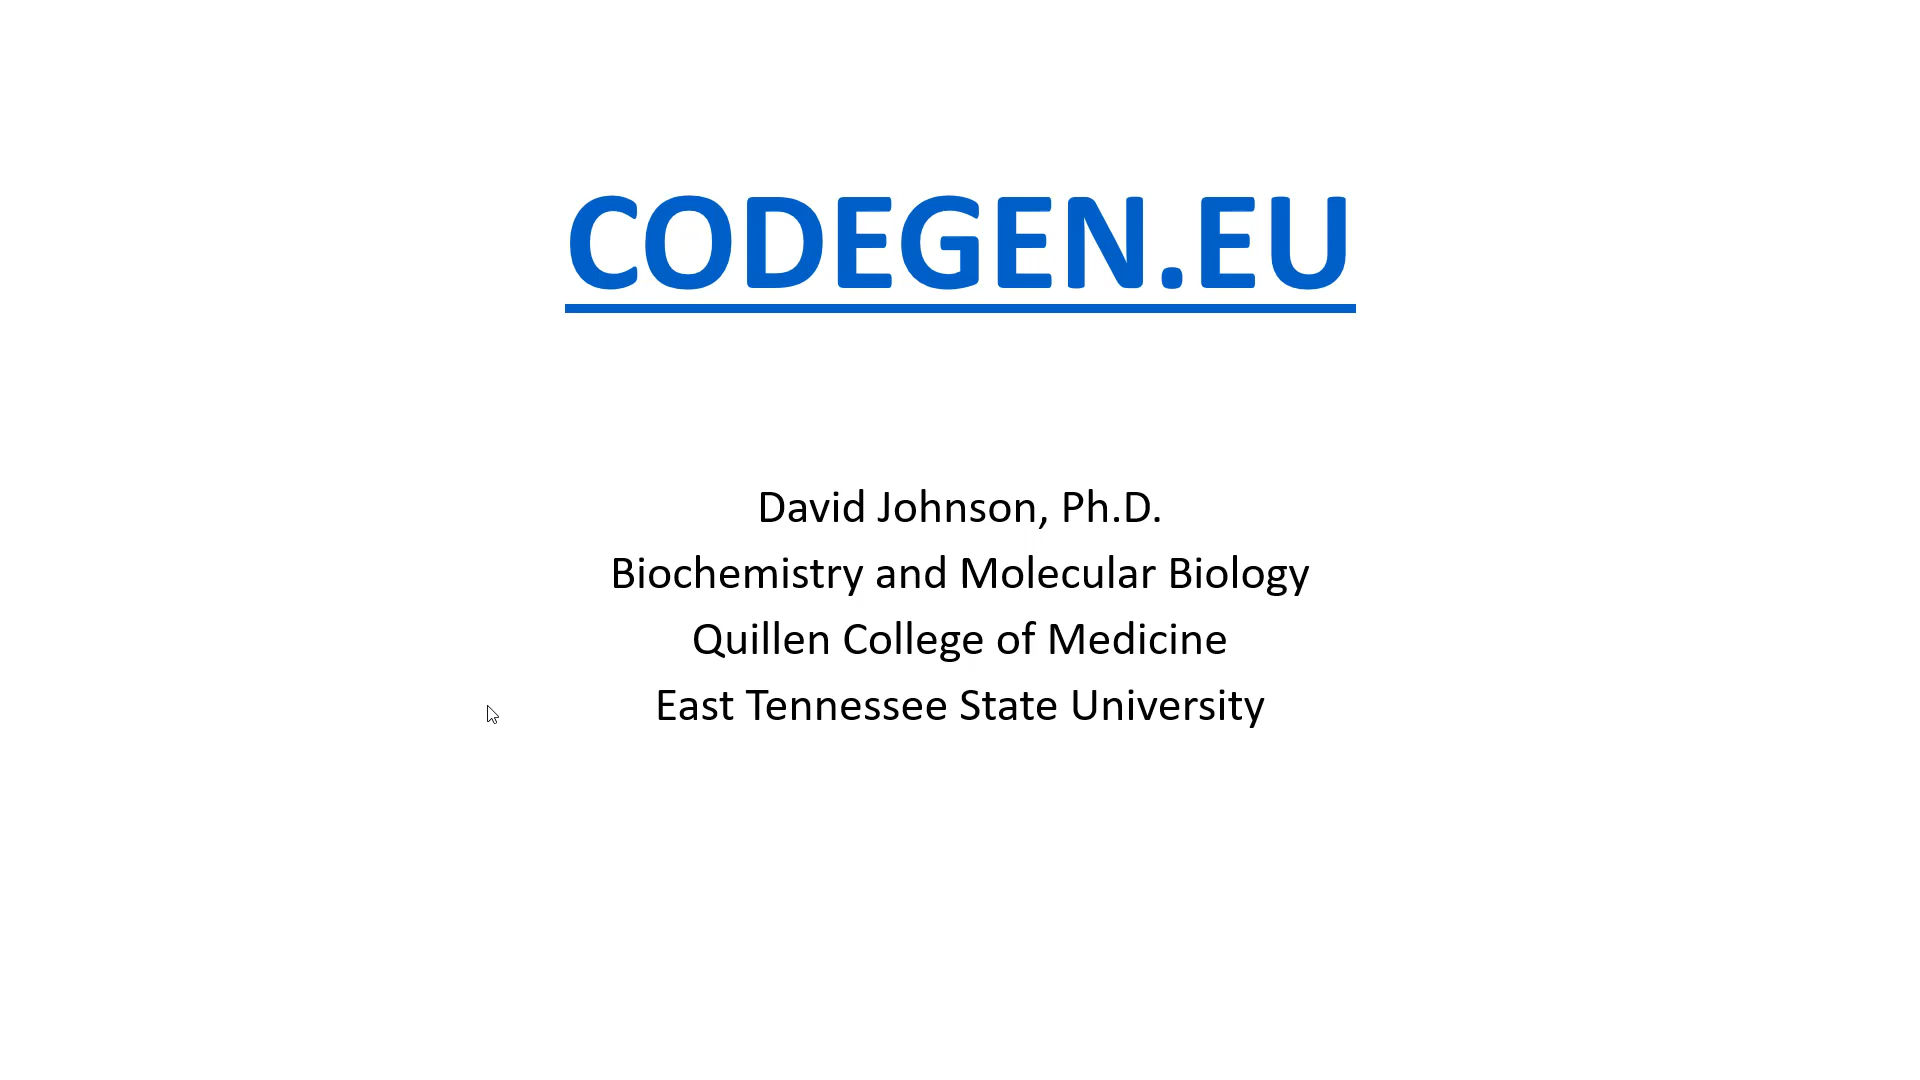 CODEGEN.EU
David Johnson, Ph.D.
Biochemistry and Molecular Biology
Quillen College of Medicine
East Tennessee State University